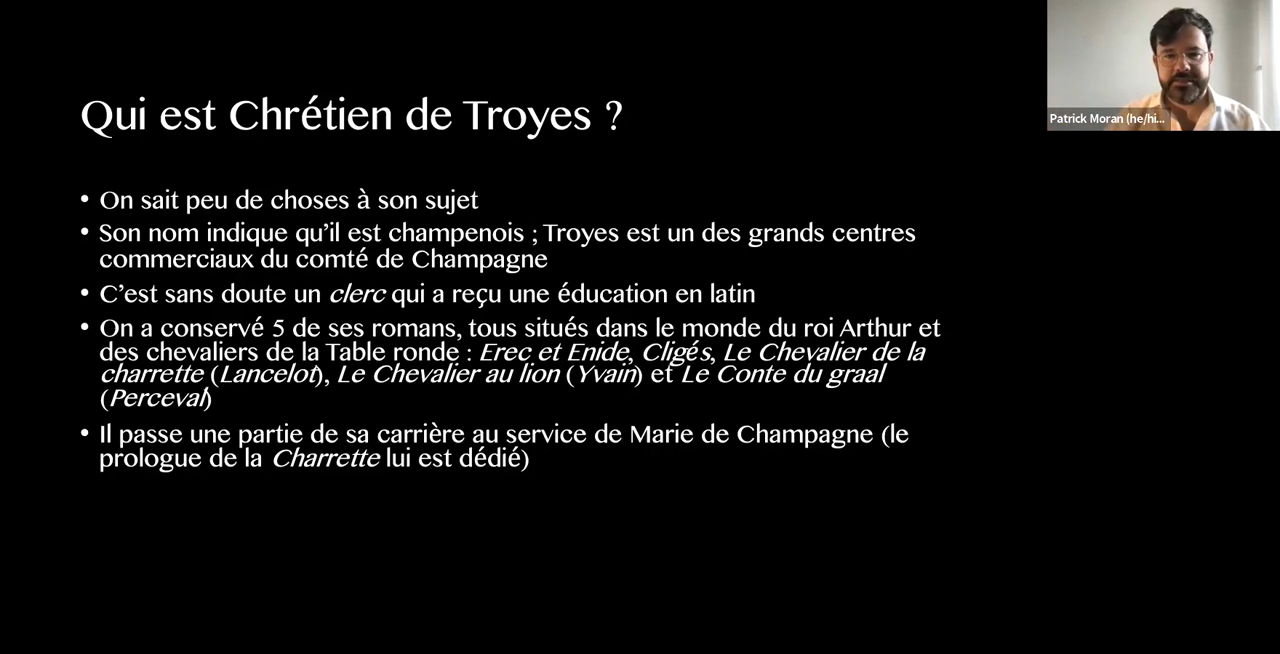 Qui est Chrétien de Troyes ?
Patrick Moran (he/hi...
• On sait peu de choses à son sujet
• Son nom indique qu’il est champenois ; Troyes est un des grands centres
commerciaux du comté de Champagne
• C’est sans doute un clerc qui a reçu une éducation en latin
• On a conservé 5 de ses romans, tous situés dans le monde du roi Arthur et
des chevaliers de la Table ronde : Erec et Enide, Cligés, Le Chevalier de la
charrette (Lancelot), Le Chevalier au lion (Yvain) et Le Conte du graal
(Perceval)
• Il passe une partie de sa carrière au service de Marie de Champagne (le
prologue de la Charrette lui est dédié)